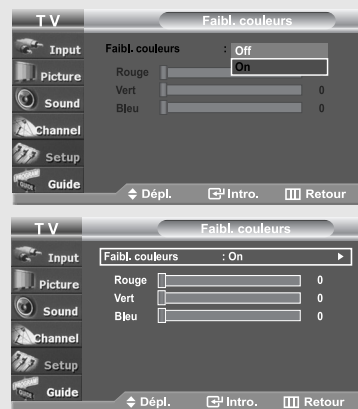 TV Faibl. couleurs
Input
Picture
Sound
Channel
Setup
Guide
Faibl. couleurs : Off
On
Rouge
Vert 0
Bleu 0
Dépl. Intro. Retour
TV Faibl. couleurs
Input
Picture
Sound
Channel
Setup
Guide
Faibl. couleurs : On
Rouge 0
Vert 0
Bleu 0
Dépl. Intro. Retour